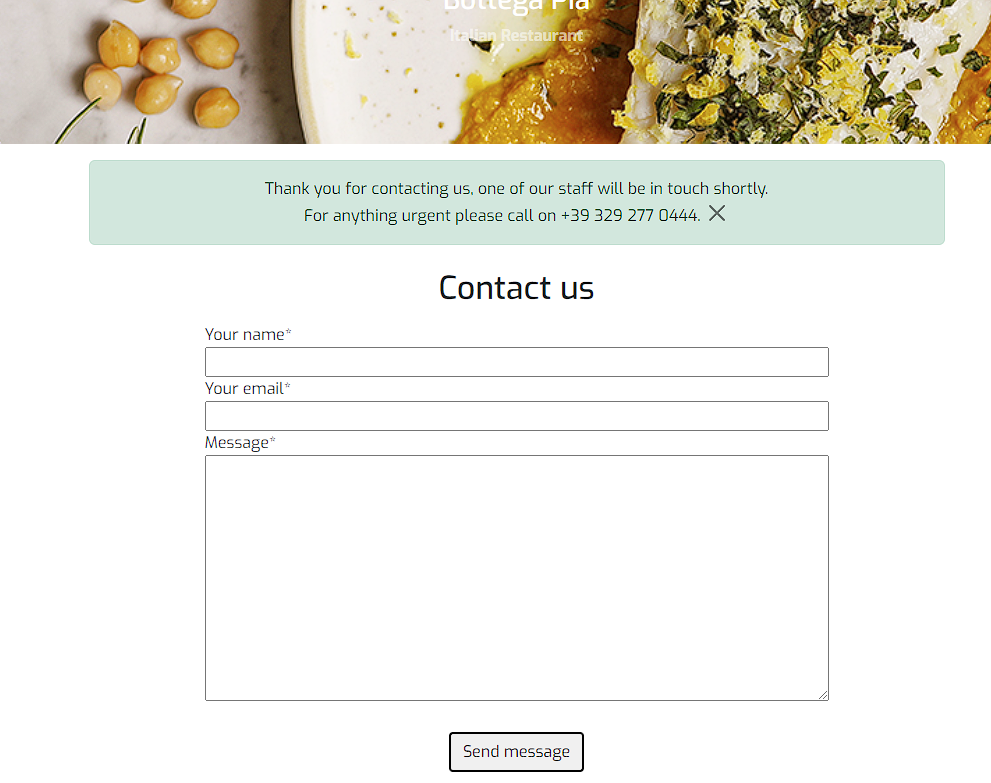 Bottega Pia
Italian Restaurant
Thank you for contacting us, one of our staff will be in touch shortly.
For anything urgent please call on +39 329 277 0444.
Contact us
Your name*
Your email*
Message*
Send message